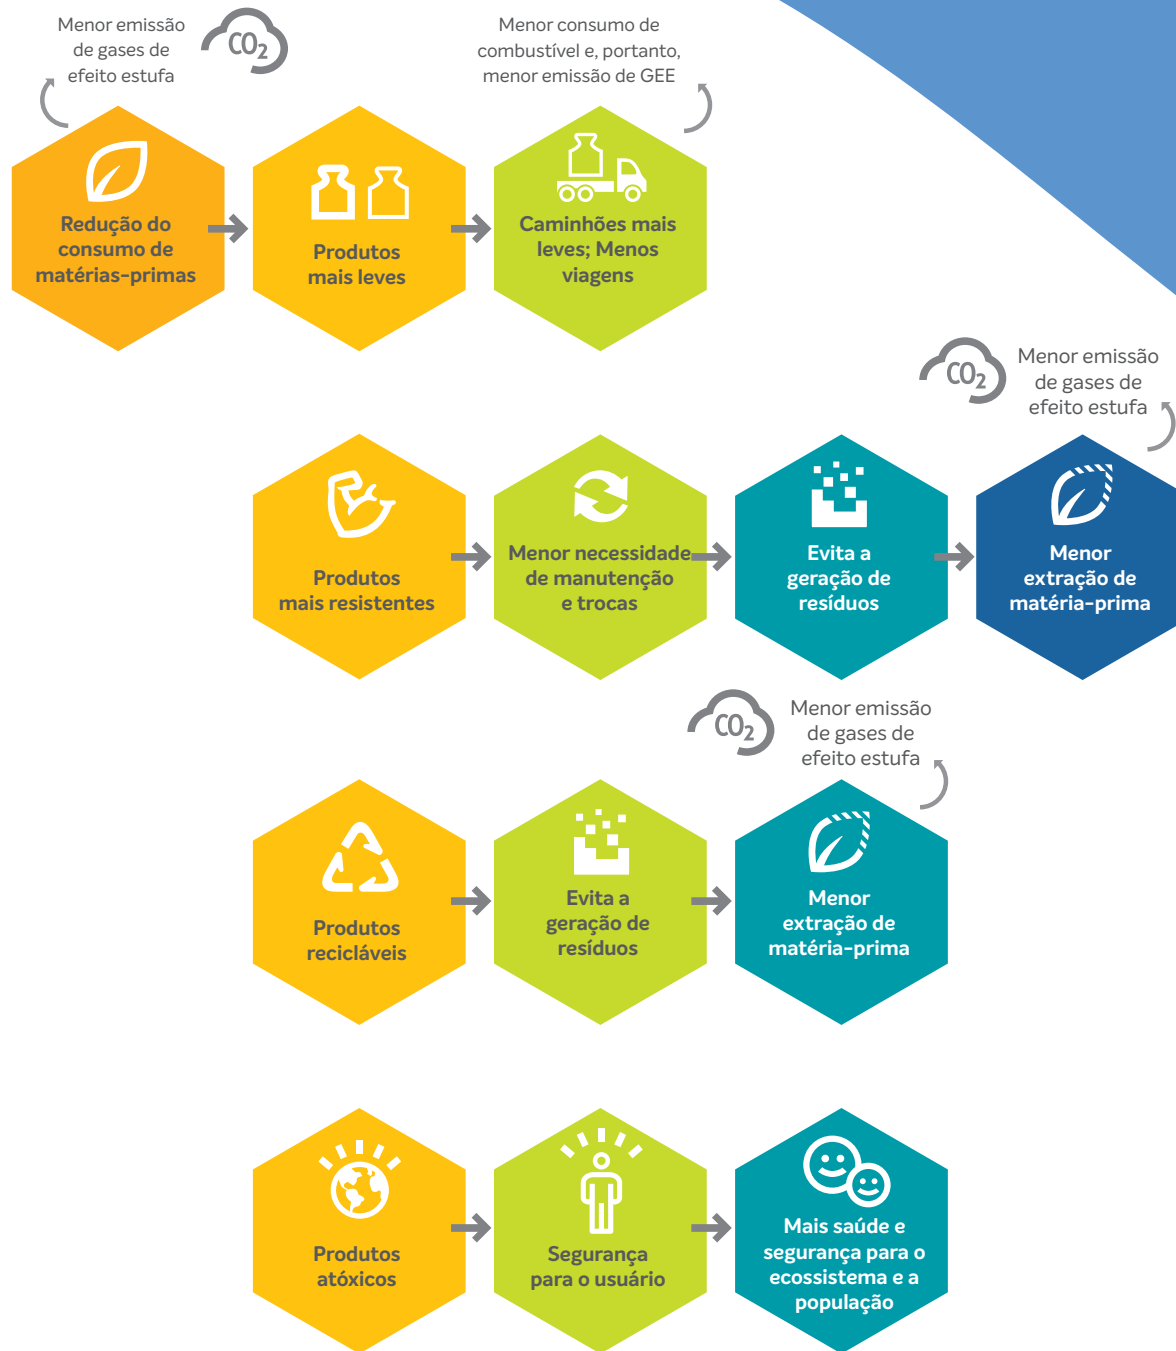 Menor emissão
de gases de
efeito estufa
CO2
Menor consumo de
combustível e, portanto,
menor emissão de GEE
Redução do
consumo de
matérias-primas
Produtos
mais leves
Caminhões mais
leves; Menos
viagens
CO2
Menor emissão
de gases de
efeito estufa
Produtos
mais resistentes
Menor necessidade
de manutenção
e trocas
Evita a
geração de
resíduos
Menor
extração de
matéria-prima
CO2
Menor emissão
de gases de
efeito estufa
Produtos
recicláveis
Evita a
geração de
resíduos
Menor
extração de
matéria-prima
Produtos
atóxicos
Segurança
para o usuário
Mais saúde e
segurança para o
ecossistema e a
população